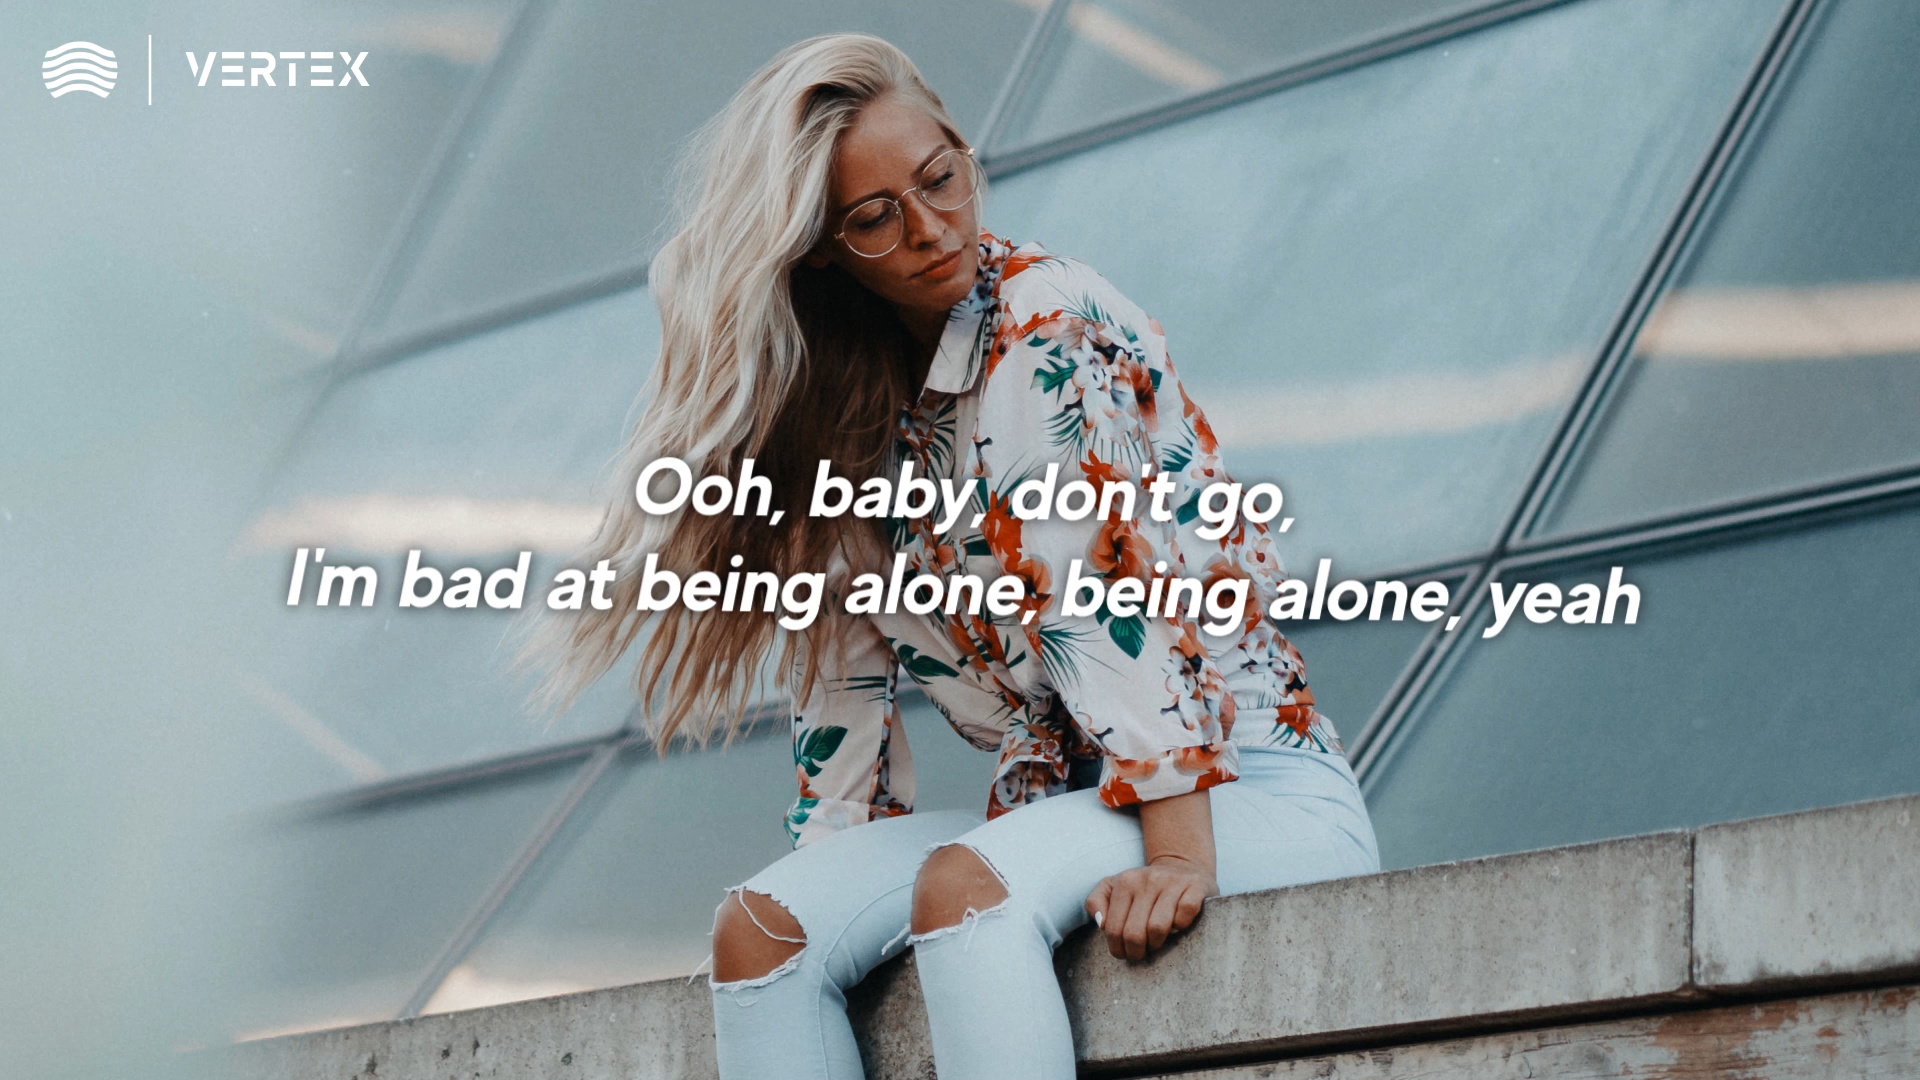 VERTEX
Ooh, baby, don't go,
I'm bad at being alone, being alone, yeah